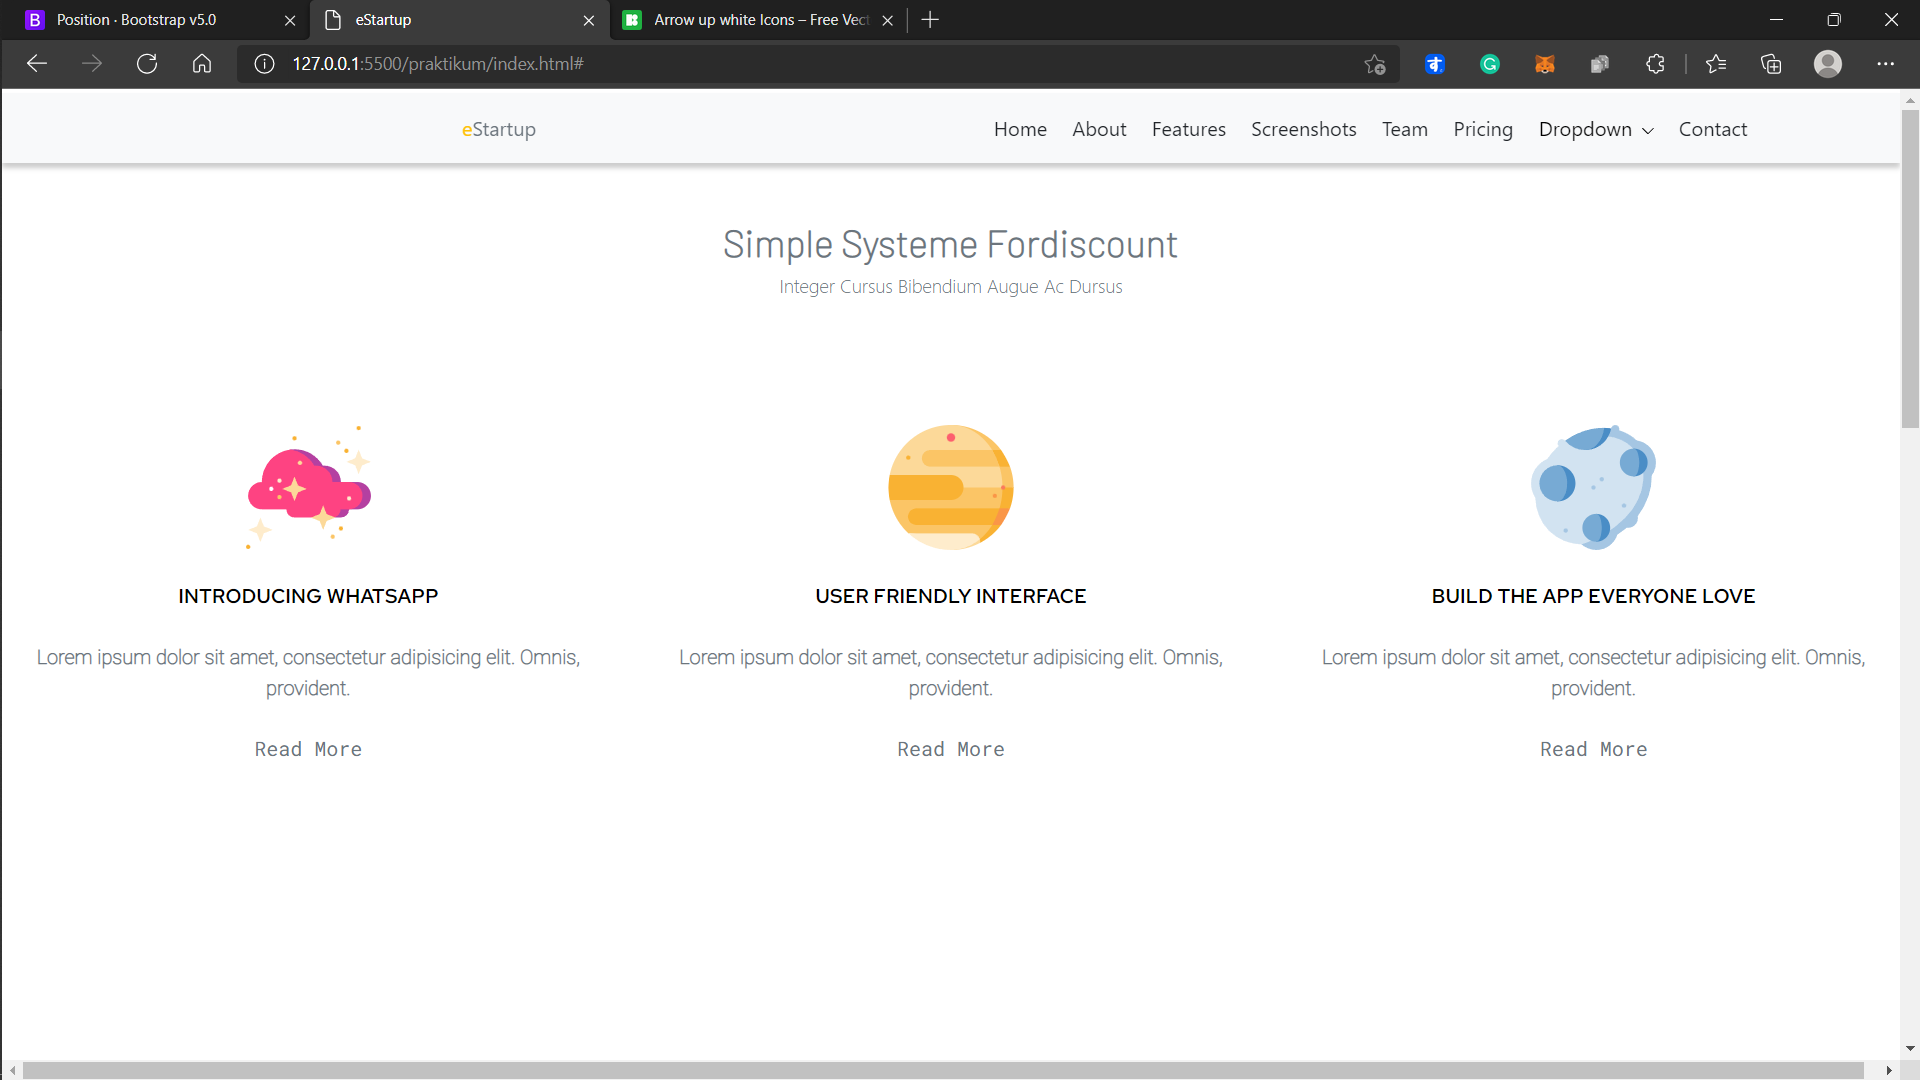 Position · Bootstrap v5.0
eStartup
Arrow up white Icons – Free Vect
127.0.0.1:5500/praktikum/index.html#
eStartup
Home About Features Screenshots Team Pricing Dropdown Contact
Simple Systeme Fordiscount
Integer Cursus Bibendium Augue Ac Dursus
INTRODUCING WHATSAPP
Lorem ipsum dolor sit amet, consectetur adipisicing elit. Omnis,
provident.
Read More
USER FRIENDLY INTERFACE
Lorem ipsum dolor sit amet, consectetur adipisicing elit. Omnis,
provident.
Read More
BUILD THE APP EVERYONE LOVE
Lorem ipsum dolor sit amet, consectetur adipisicing elit. Omnis,
provident.
Read More